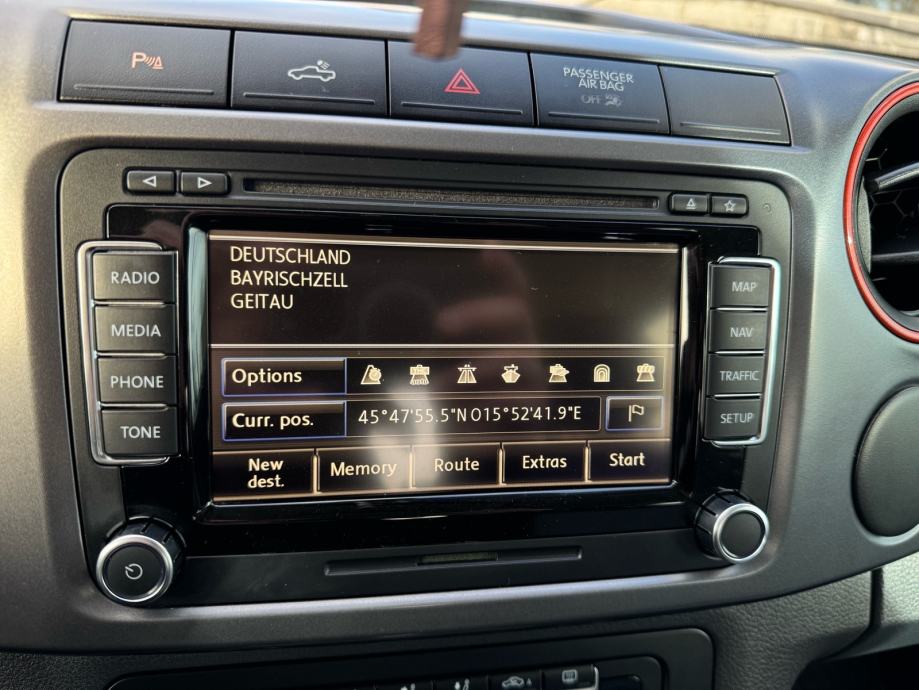 PASSENGER
AIR BAG
OFF
DEUTSCHLAND
BAYRISCHZELL
GEITAU
RADIO
MEDIA
PHONE
TONE
Options
Curr. pos. 45°47'55.5"N 015°52'41.9"E
New dest. Memory Route Extras Start
MAP
NAV
TRAFFIC
SETUP